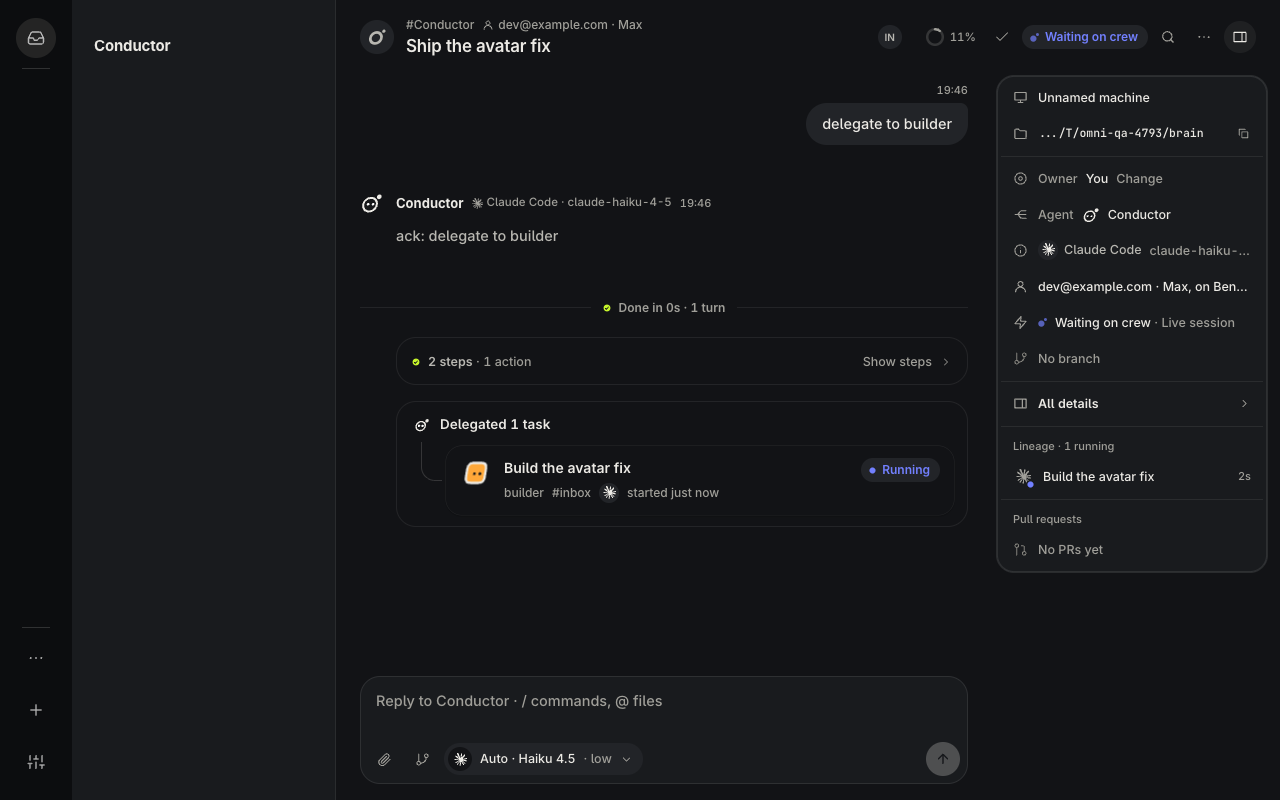 Conductor
#Conductor dev@example.com · Max
Ship the avatar fix
IN
11%
Waiting on crew
19:46
delegate to builder
Conductor Claude Code · claude-haiku-4-5 19:46
ack: delegate to builder
Done in 0s · 1 turn
2 steps · 1 action Show steps
Delegated 1 task
Build the avatar fix
Running
builder #inbox started just now
Reply to Conductor · / commands, @ files
Auto · Haiku 4.5 · low
Unnamed machine
.../T/omni-qa-4793/brain
Owner You Change
Agent Conductor
Claude Code claude-haiku-...
dev@example.com · Max, on Ben...
Waiting on crew · Live session
No branch
All details
Lineage · 1 running
Build the avatar fix 2s
Pull requests
No PRs yet